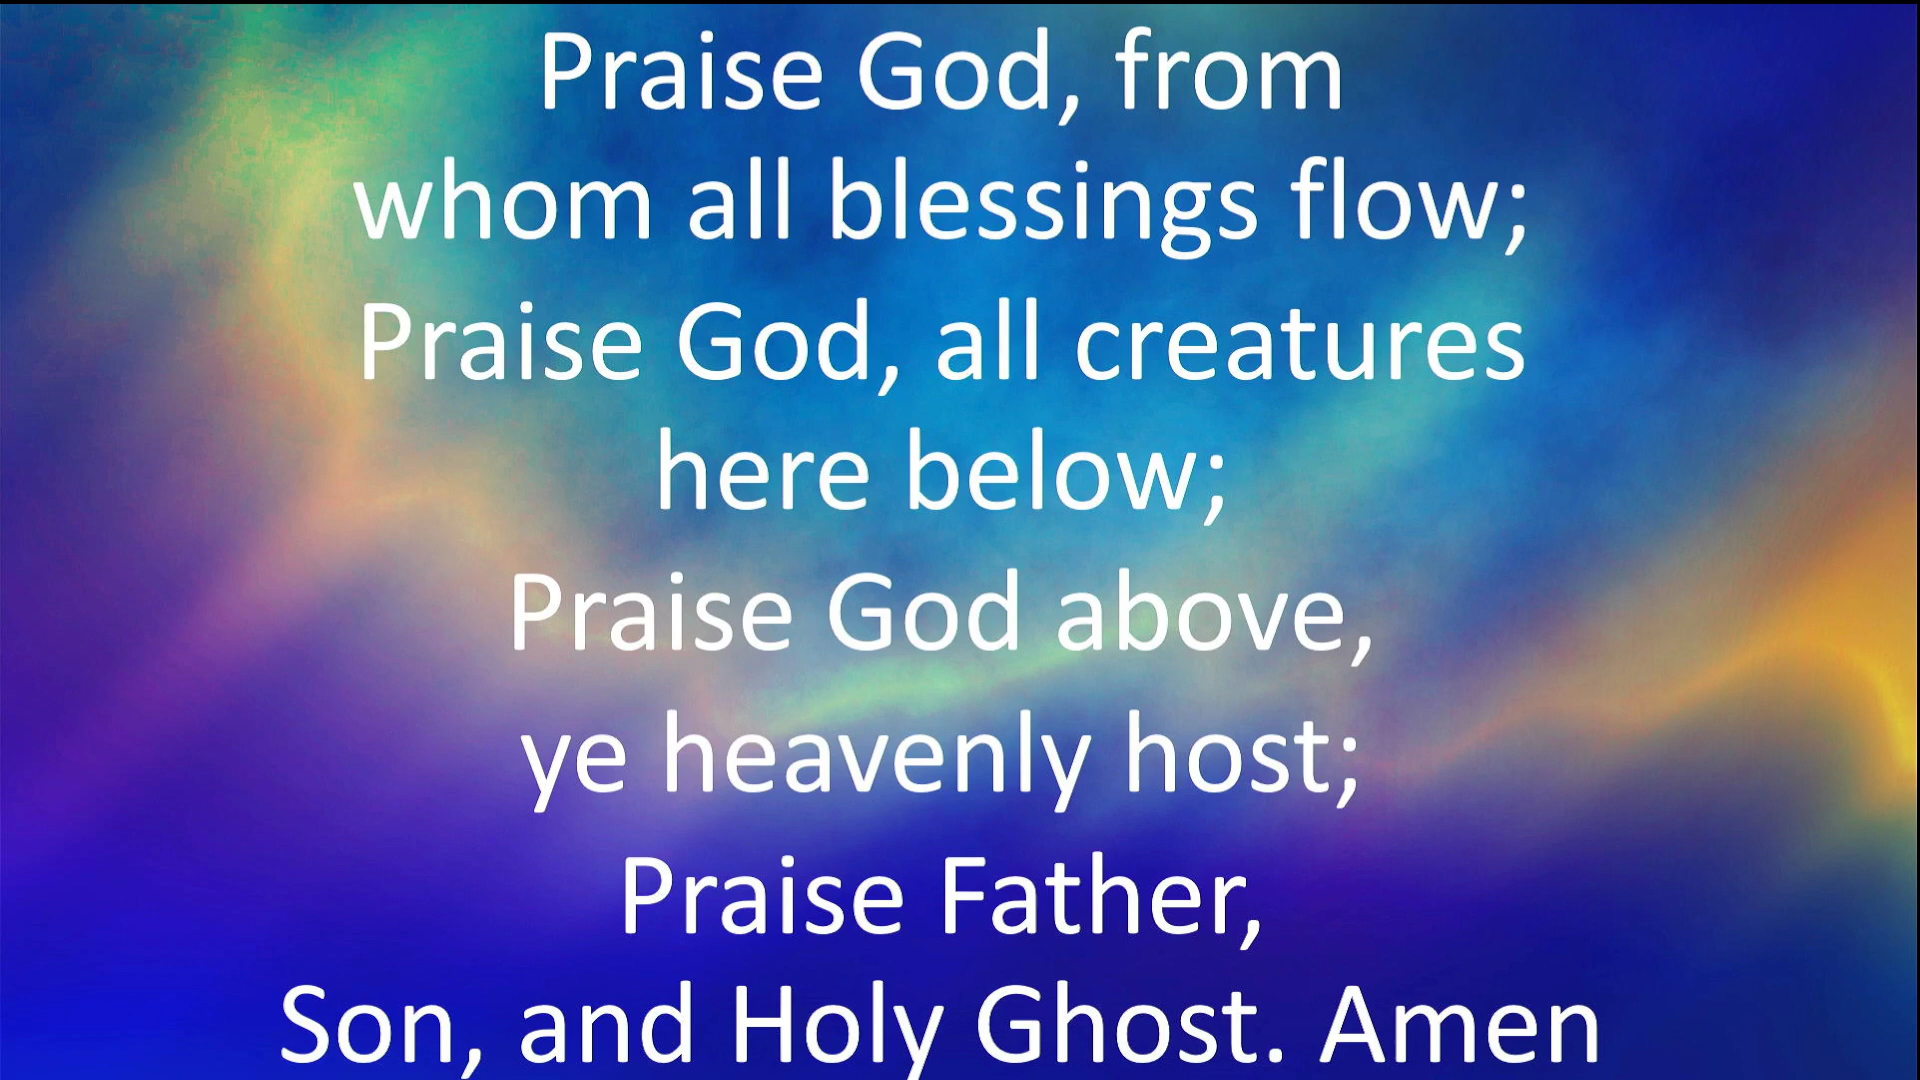 Praise God, from
whom all blessings flow;
Praise God, all creatures
here below;
Praise God above,
ye heavenly host;
Praise Father,
Son, and Holy Ghost. Amen